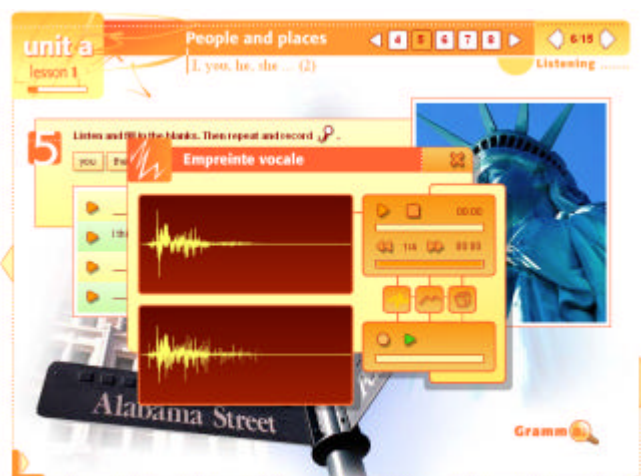 unit a
lesson 1
People and places
1. you, he, she ... (2)
4 5 6 7 8
6/15
Listening
5
Listen and fill in the blanks. Then repeat and record
you
Empreinte vocale
00:00
1/4
00:00
Alabama Street